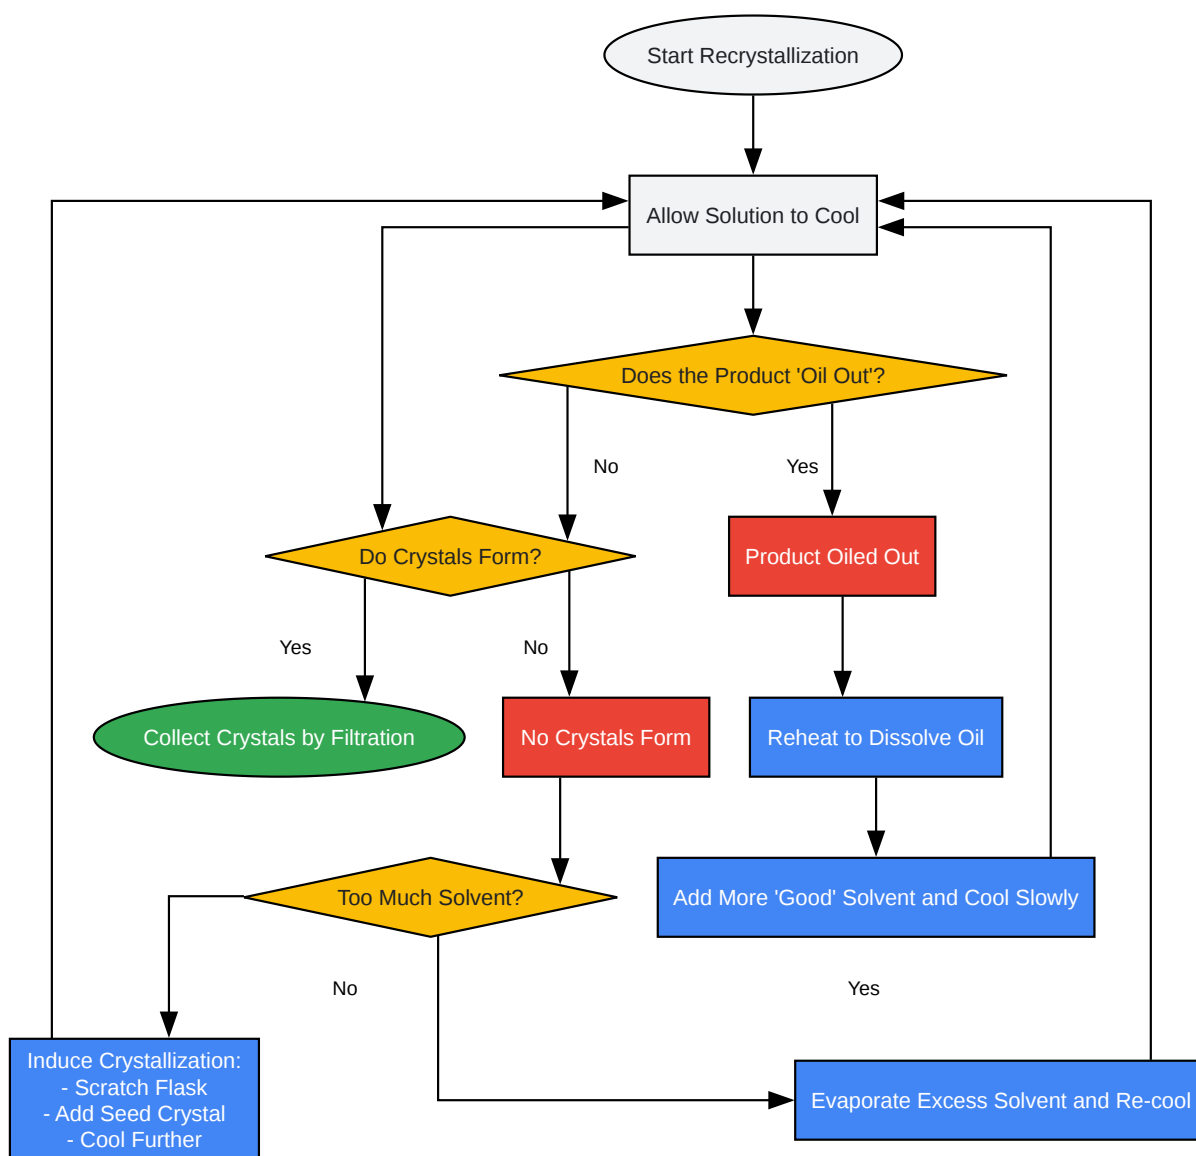 Start Recrystallization
Allow Solution to Cool
Does the Product 'Oil Out'?
No
Yes
Do Crystals Form?
Product Oiled Out
Yes
No
Collect Crystals by Filtration
No Crystals Form
Reheat to Dissolve Oil
Too Much Solvent?
Add More 'Good' Solvent and Cool Slowly
No
Yes
Induce Crystallization:
- Scratch Flask
- Add Seed Crystal
- Cool Further
Evaporate Excess Solvent and Re-cool